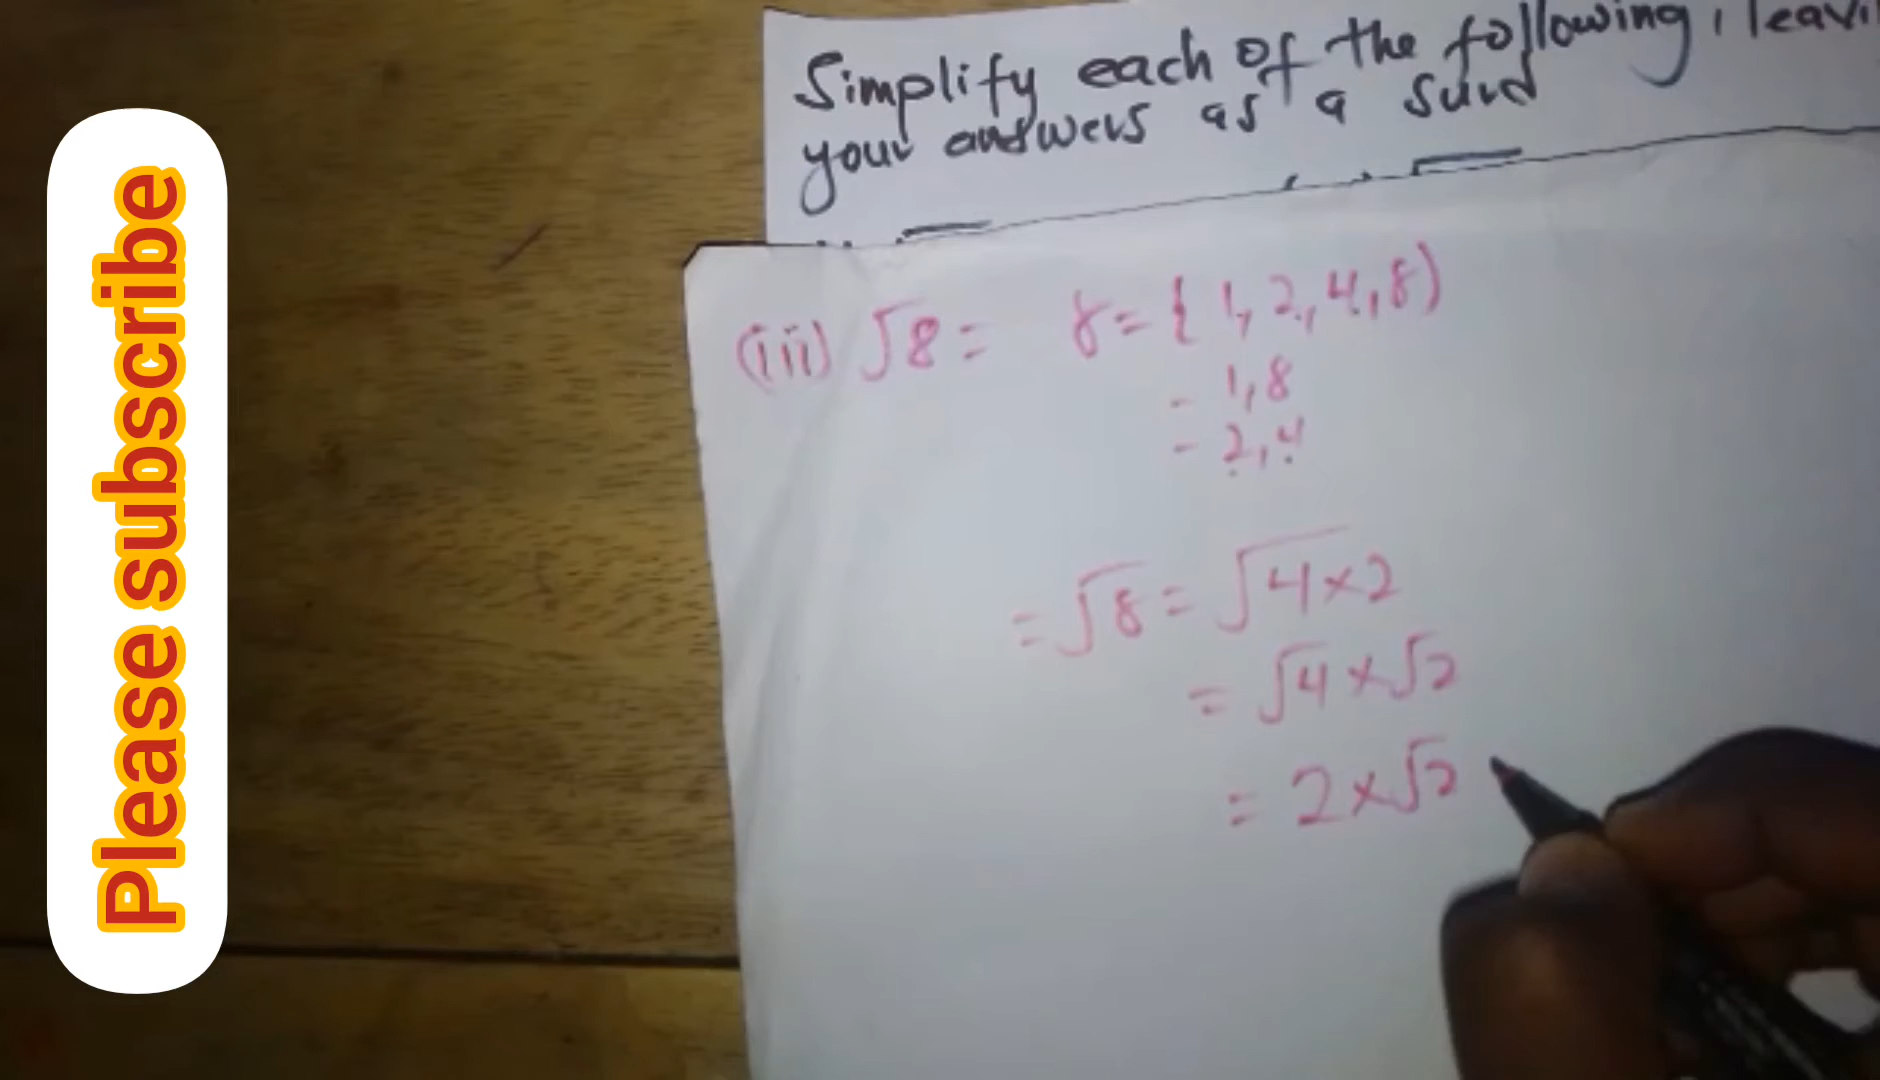 Please subscribe
Simplify each of the following, leavi
your answers as a surd
(iii) √8 = 8 = { 1, 2, 4, 8)
- 1, 8
- 2, 4
= √8 = √4×2
= √4 × √2
= 2 × √2